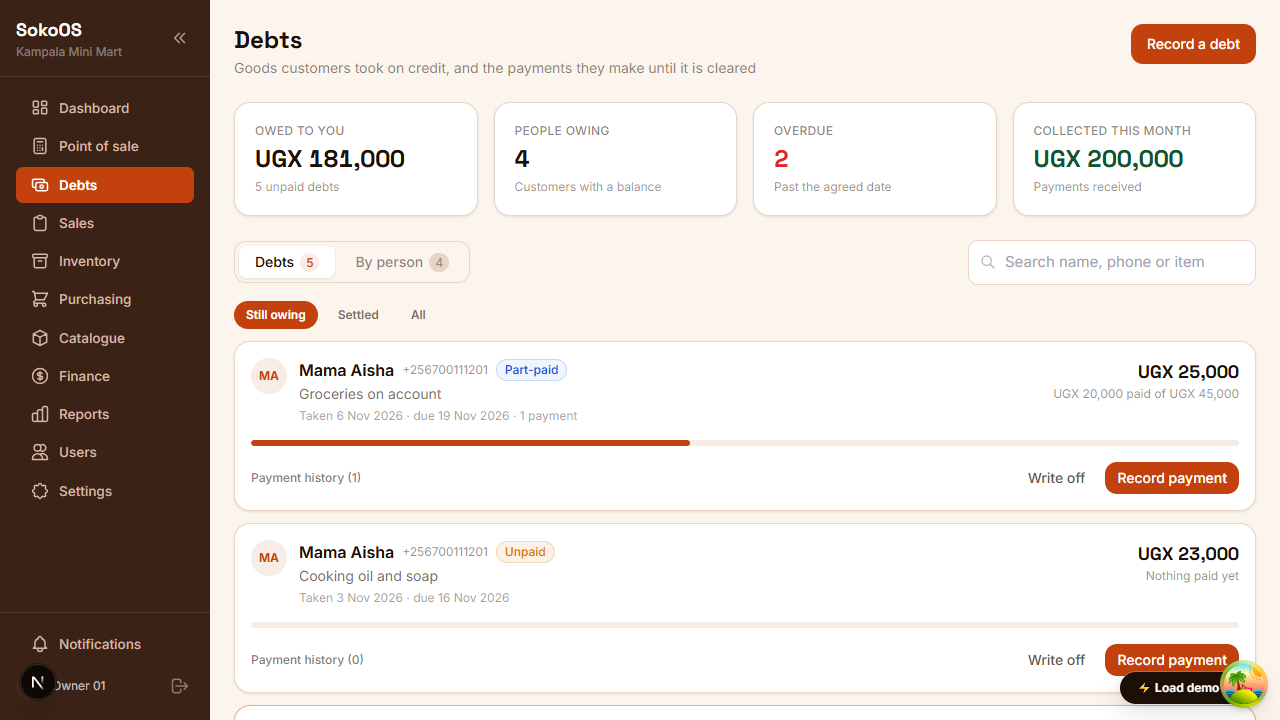 SokoOS
Kampala Mini Mart
Dashboard
Point of sale
Debts
Sales
Inventory
Purchasing
Catalogue
Finance
Reports
Users
Settings
Notifications
N
Owner 01
Debts
Goods customers took on credit, and the payments they make until it is cleared
Record a debt
OWED TO YOU
UGX 181,000
5 unpaid debts
PEOPLE OWING
4
Customers with a balance
OVERDUE
2
Past the agreed date
COLLECTED THIS MONTH
UGX 200,000
Payments received
Debts 5
By person 4
Search name, phone or item
Still owing
Settled
All
MA
Mama Aisha +256700111201 Part-paid
Groceries on account
Taken 6 Nov 2026 · due 19 Nov 2026 · 1 payment
UGX 25,000
UGX 20,000 paid of UGX 45,000
Payment history (1)
Write off
Record payment
MA
Mama Aisha +256700111201 Unpaid
Cooking oil and soap
Taken 3 Nov 2026 · due 16 Nov 2026
UGX 23,000
Nothing paid yet
Payment history (0)
Write off
Record payment
Load demo